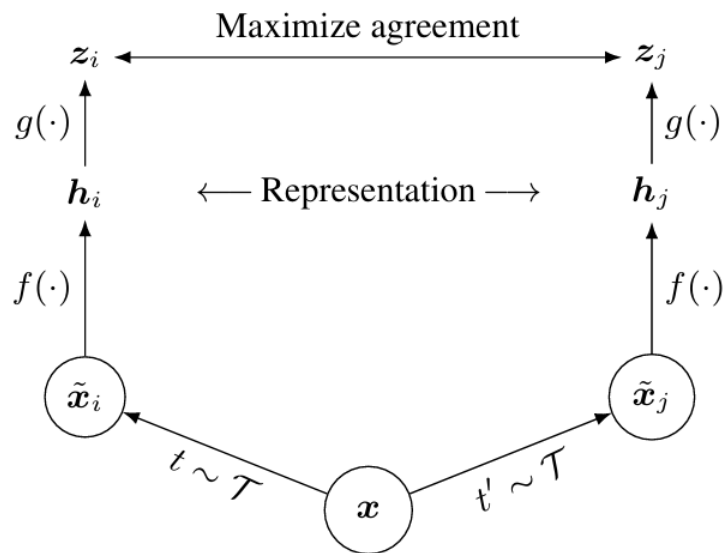 Maximize agreement
z_i z_j
g(·) g(·)
h_i ⟵ Representation ⟶ h_j
f(·) f(·)
x̃_i x̃_j
t ∼ 𝒯 t′ ∼ 𝒯
x